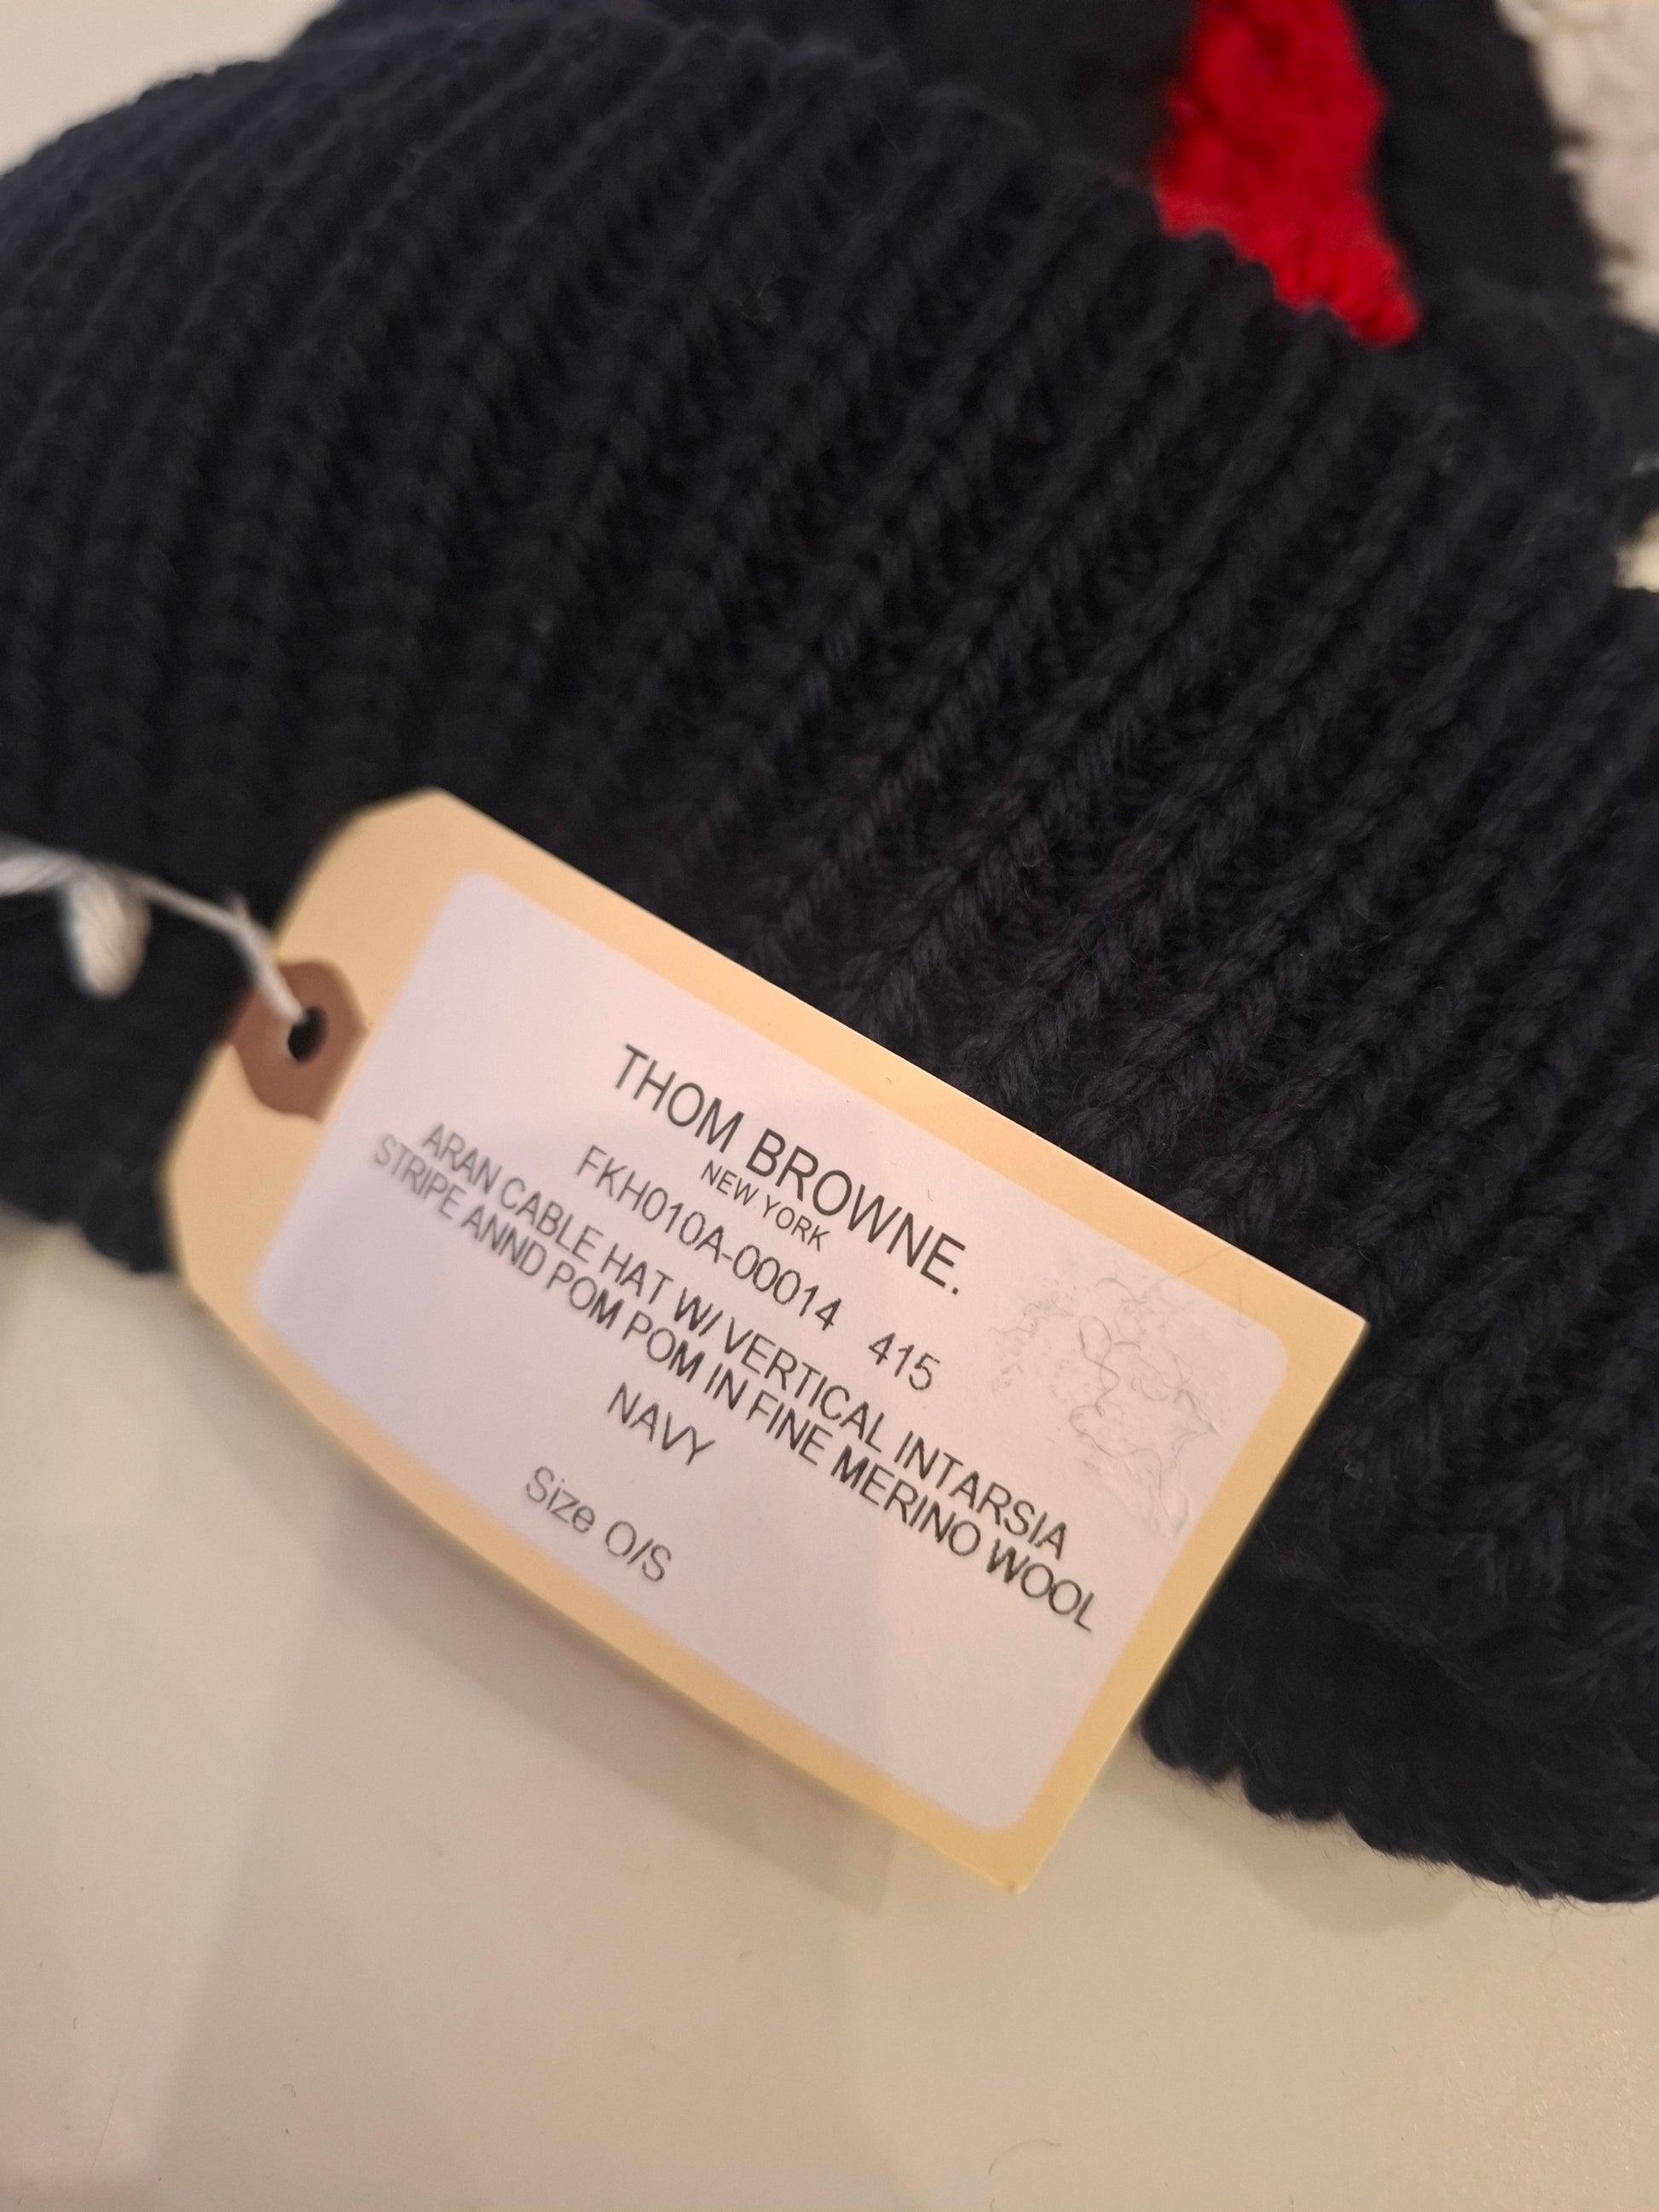 THOM BROWNE.
NEW YORK
FKH010A-00014 415
ARAN CABLE HAT W/ VERTICAL INTARSIA
STRIPE ANND POM POM IN FINE MERINO WOOL
NAVY
Size O/S